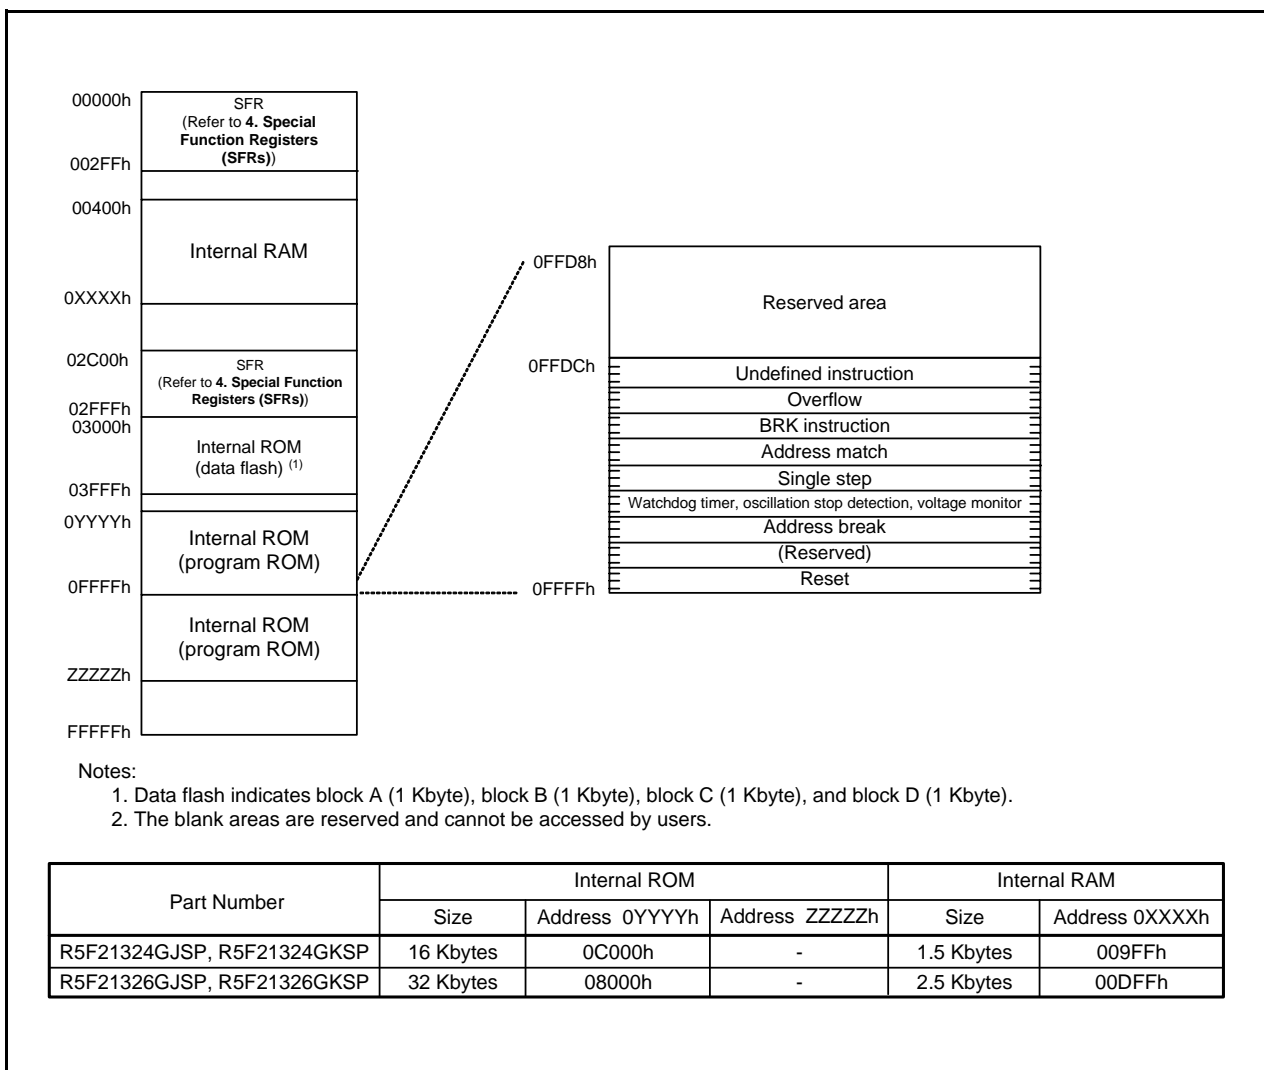 00000h
SFR
(Refer to 4. Special
Function Registers
(SFRs))
002FFh
00400h
Internal RAM
0XXXXh
02C00h
SFR
(Refer to 4. Special Function
Registers (SFRs))
02FFFh
03000h
Internal ROM
(data flash) (1)
03FFFh
0YYYYh
Internal ROM
(program ROM)
0FFFFh
Internal ROM
(program ROM)
ZZZZZh
FFFFFh
0FFD8h
Reserved area
0FFDCh
Undefined instruction
Overflow
BRK instruction
Address match
Single step
Watchdog timer, oscillation stop detection, voltage monitor
Address break
(Reserved)
Reset
0FFFFh
Notes:
1. Data flash indicates block A (1 Kbyte), block B (1 Kbyte), block C (1 Kbyte), and block D (1 Kbyte).
2. The blank areas are reserved and cannot be accessed by users.
Part Number Internal ROM Internal RAM
Size Address 0YYYYh Address ZZZZZh Size Address 0XXXXh
R5F21324GJSP, R5F21324GKSP 16 Kbytes 0C000h - 1.5 Kbytes 009FFh
R5F21326GJSP, R5F21326GKSP 32 Kbytes 08000h - 2.5 Kbytes 00DFFh